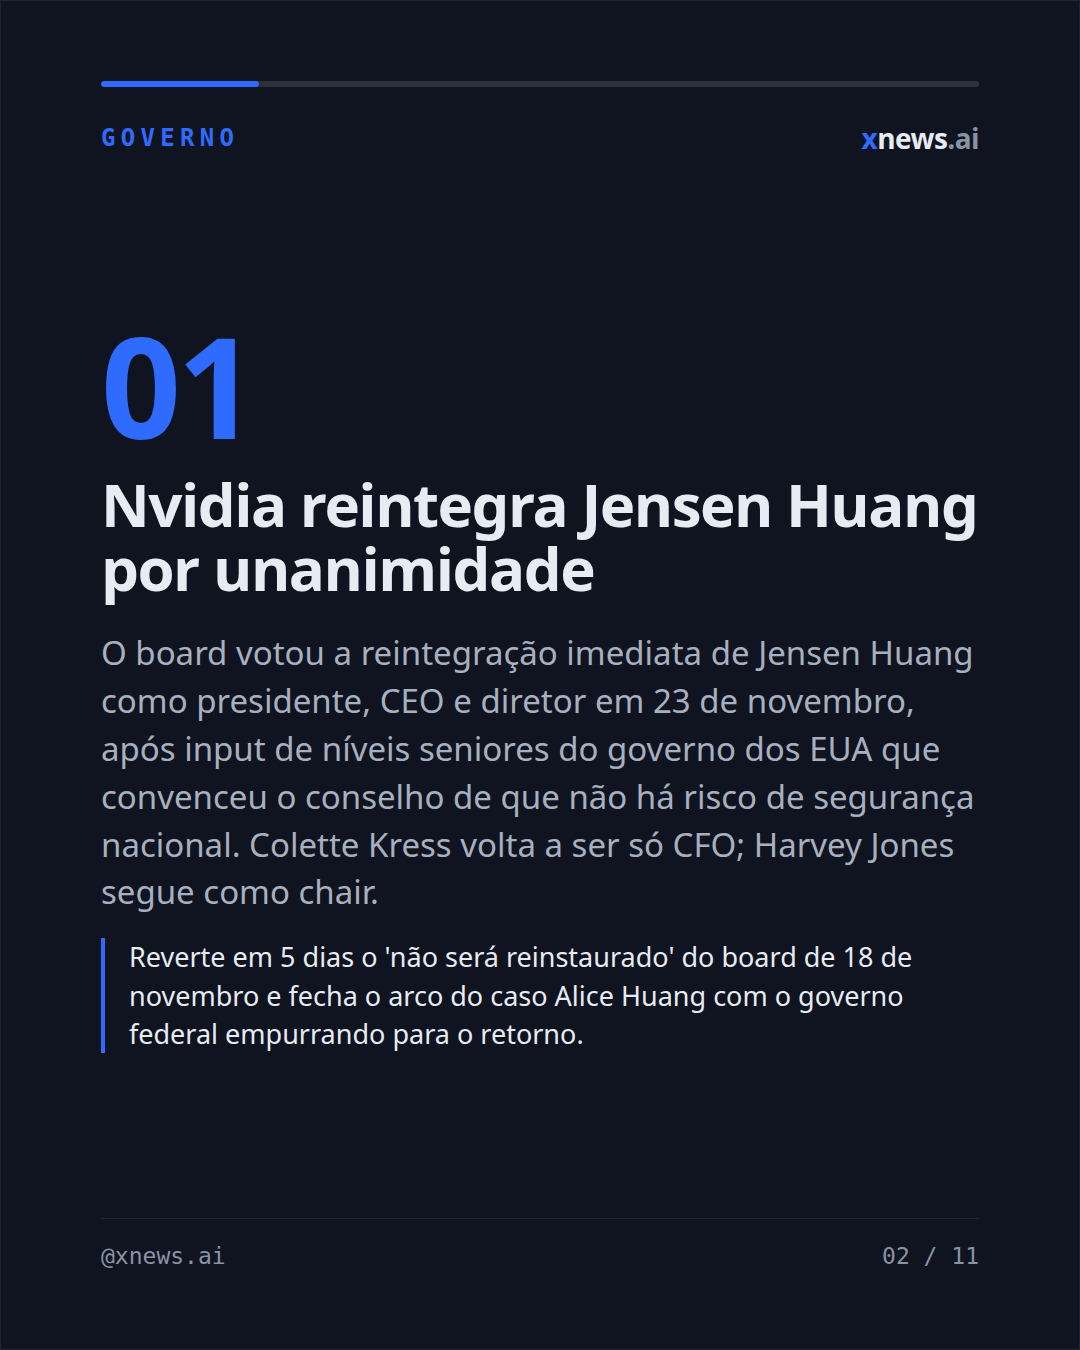 GOVERNO
xnews.ai
01
Nvidia reintegra Jensen Huang
por unanimidade
O board votou a reintegração imediata de Jensen Huang
como presidente, CEO e diretor em 23 de novembro,
após input de níveis seniores do governo dos EUA que
convenceu o conselho de que não há risco de segurança
nacional. Colette Kress volta a ser só CFO; Harvey Jones
segue como chair.
Reverte em 5 dias o 'não será reinstaurado' do board de 18 de
novembro e fecha o arco do caso Alice Huang com o governo
federal empurrando para o retorno.
@xnews.ai
02 / 11